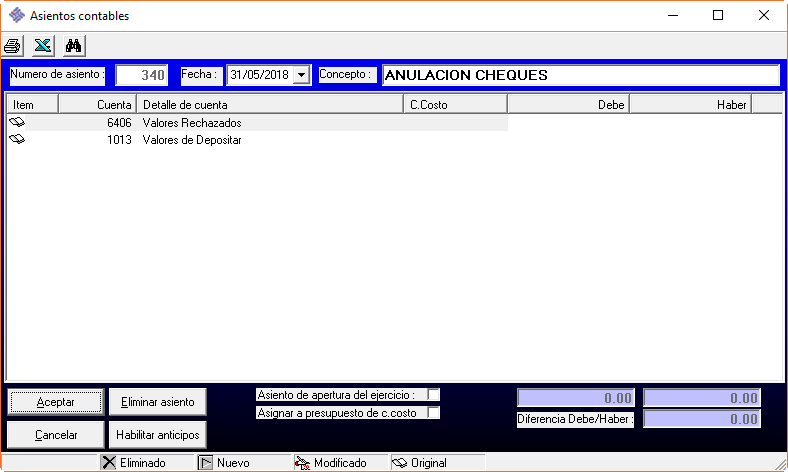 Asientos contables
Numero de asiento : 340 Fecha : 31/05/2018 Concepto : ANULACION CHEQUES
Item Cuenta Detalle de cuenta C.Costo Debe Haber
6406 Valores Rechazados
1013 Valores de Depositar
Aceptar Eliminar asiento Asiento de apertura del ejercicio : 0.00 0.00
Asignar a presupuesto de c.costo
Cancelar Habilitar anticipos Diferencia Debe/Haber : 0.00
Eliminado Nuevo Modificado Original